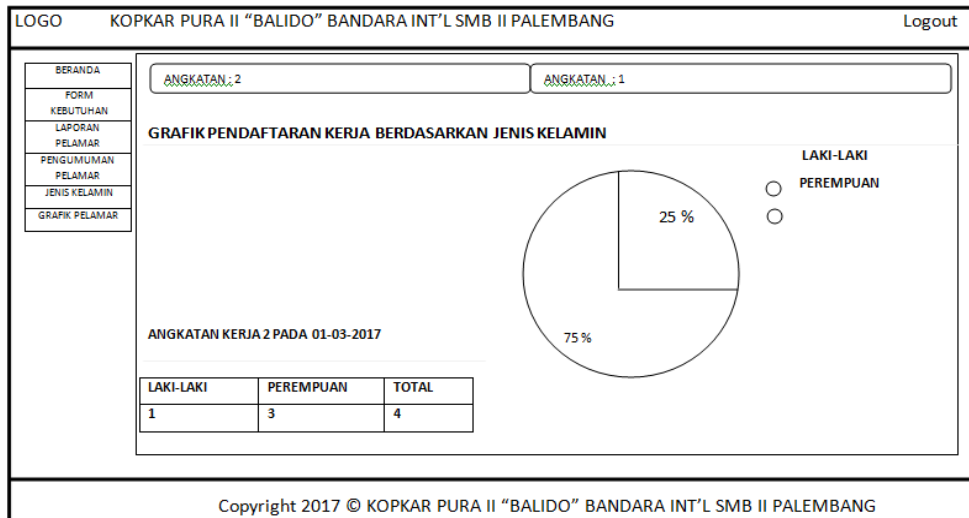 LOGO KOPKAR PURA II “BALIDO” BANDARA INT’L SMB II PALEMBANG Logout
BERANDA
FORM
KEBUTUHAN
LAPORAN
PELAMAR
PENGUMUMAN
PELAMAR
JENIS KELAMIN
GRAFIK PELAMAR
ANGKATAN : 2
ANGKATAN .: 1
GRAFIK PENDAFTARAN KERJA BERDASARKAN JENIS KELAMIN
LAKI-LAKI
PEREMPUAN
25 %
75 %
ANGKATAN KERJA 2 PADA 01-03-2017
LAKI-LAKI PEREMPUAN TOTAL
1 3 4
Copyright 2017 © KOPKAR PURA II “BALIDO” BANDARA INT’L SMB II PALEMBANG